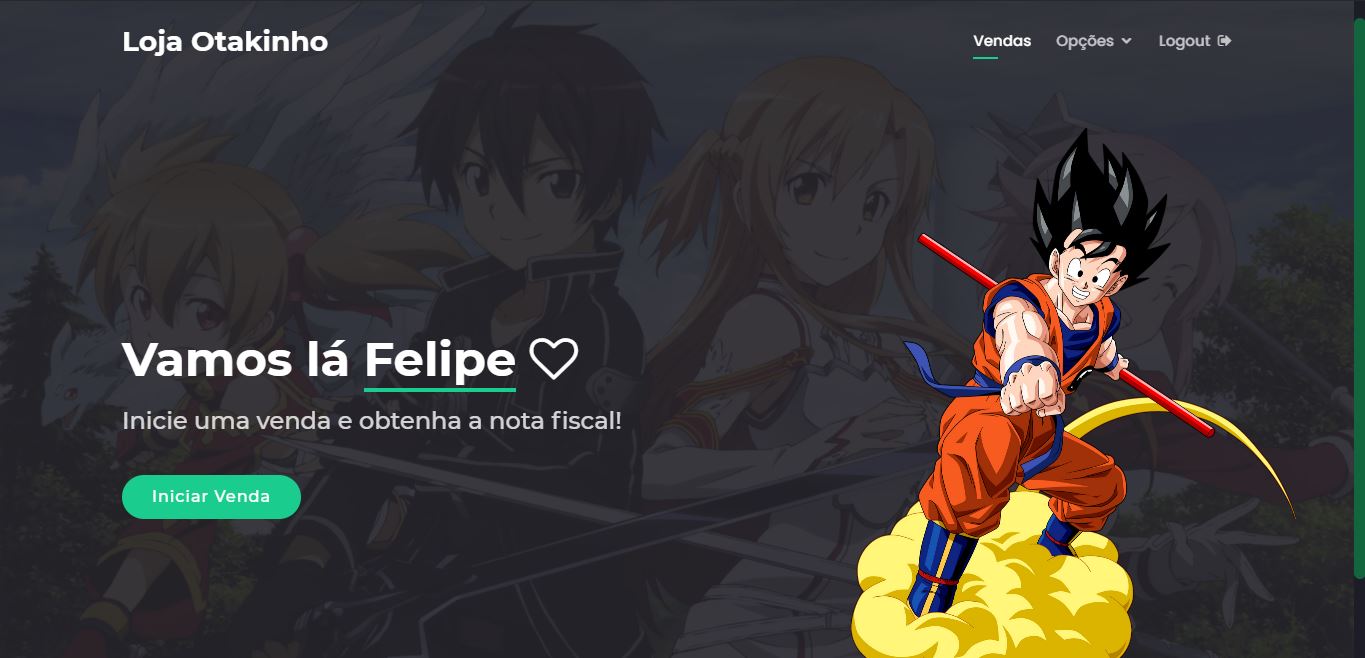 Loja Otakinho
Vendas Opções Logout
Vamos lá Felipe
Inicie uma venda e obtenha a nota fiscal!
Iniciar Venda